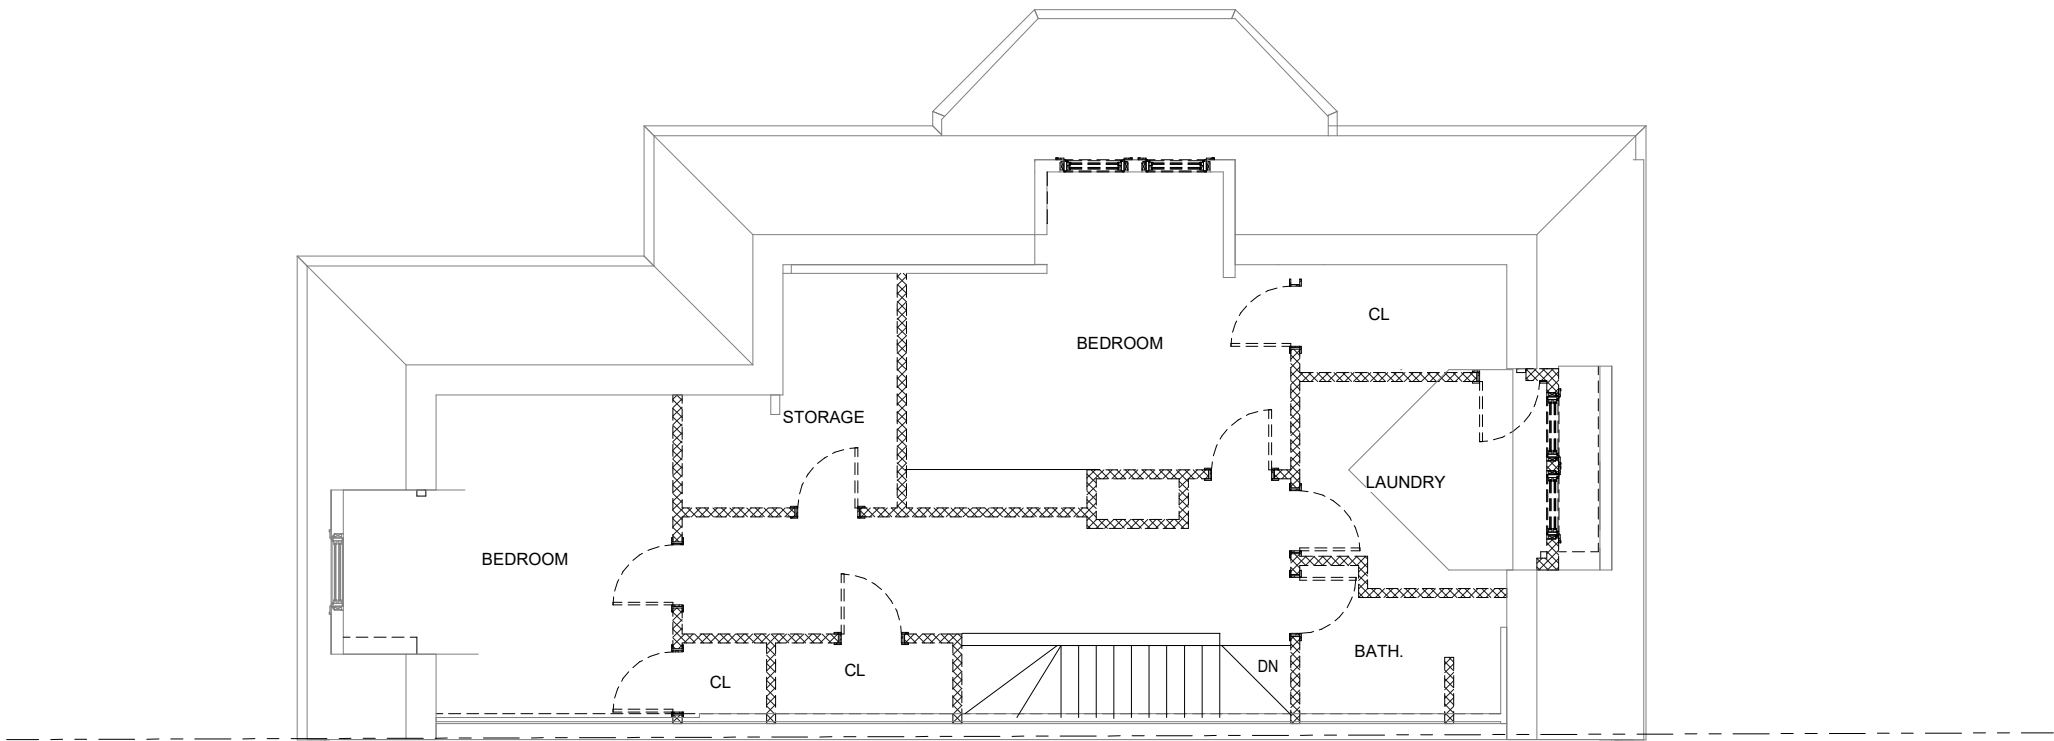 CL
BEDROOM
STORAGE
LAUNDRY
BEDROOM
BATH.
DN
CL
CL